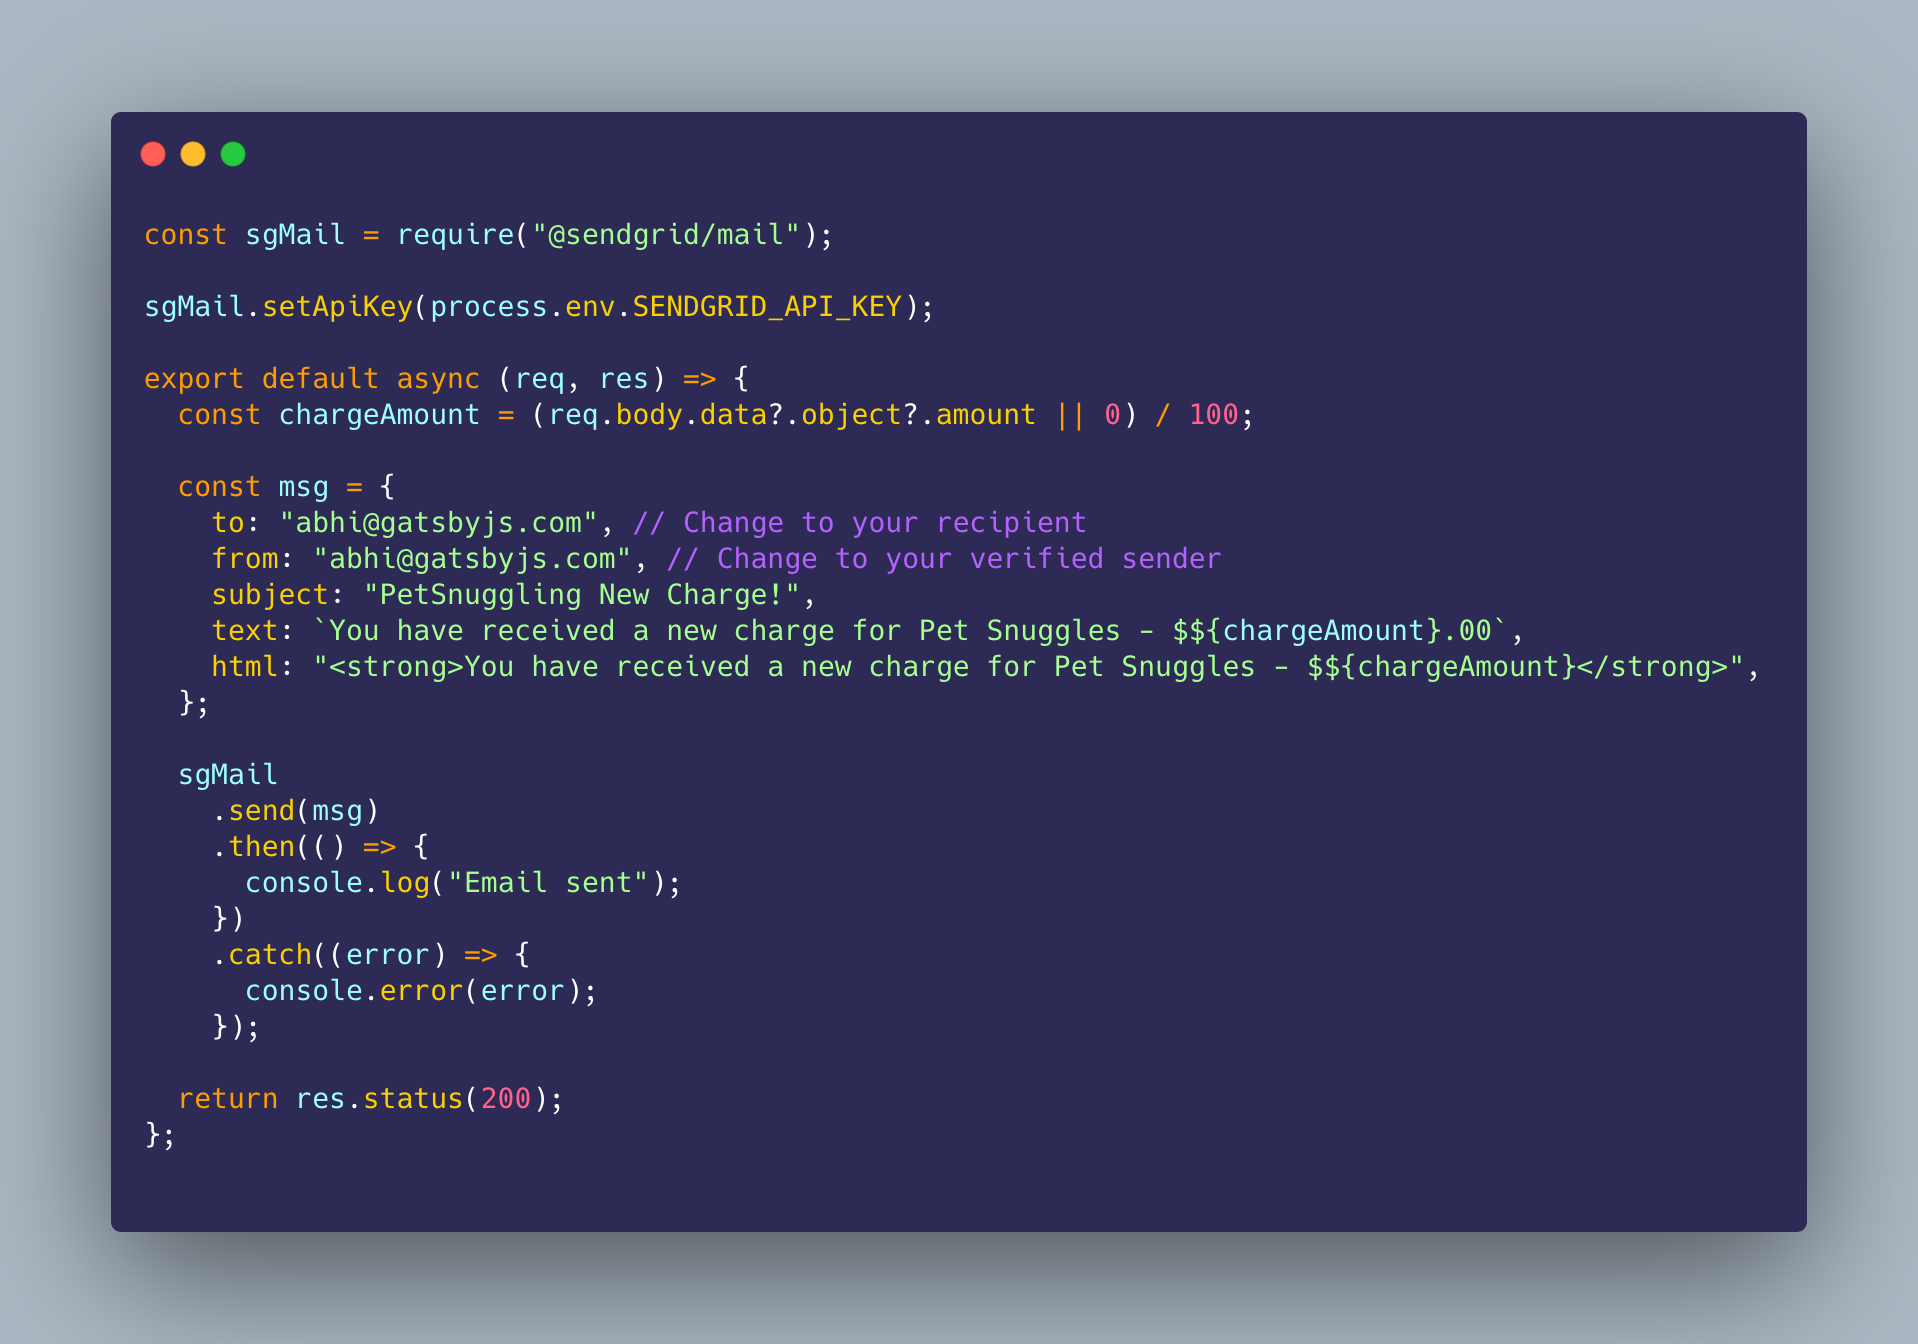 const sgMail = require("@sendgrid/mail");

sgMail.setApiKey(process.env.SENDGRID_API_KEY);

export default async (req, res) => {
  const chargeAmount = (req.body.data?.object?.amount || 0) / 100;

  const msg = {
    to: "abhi@gatsbyjs.com", // Change to your recipient
    from: "abhi@gatsbyjs.com", // Change to your verified sender
    subject: "PetSnuggling New Charge!",
    text: `You have received a new charge for Pet Snuggles – $${chargeAmount}.00`,
    html: "<strong>You have received a new charge for Pet Snuggles – $${chargeAmount}</strong>",
  };

  sgMail
    .send(msg)
    .then(() => {
      console.log("Email sent");
    })
    .catch((error) => {
      console.error(error);
    });

  return res.status(200);
};